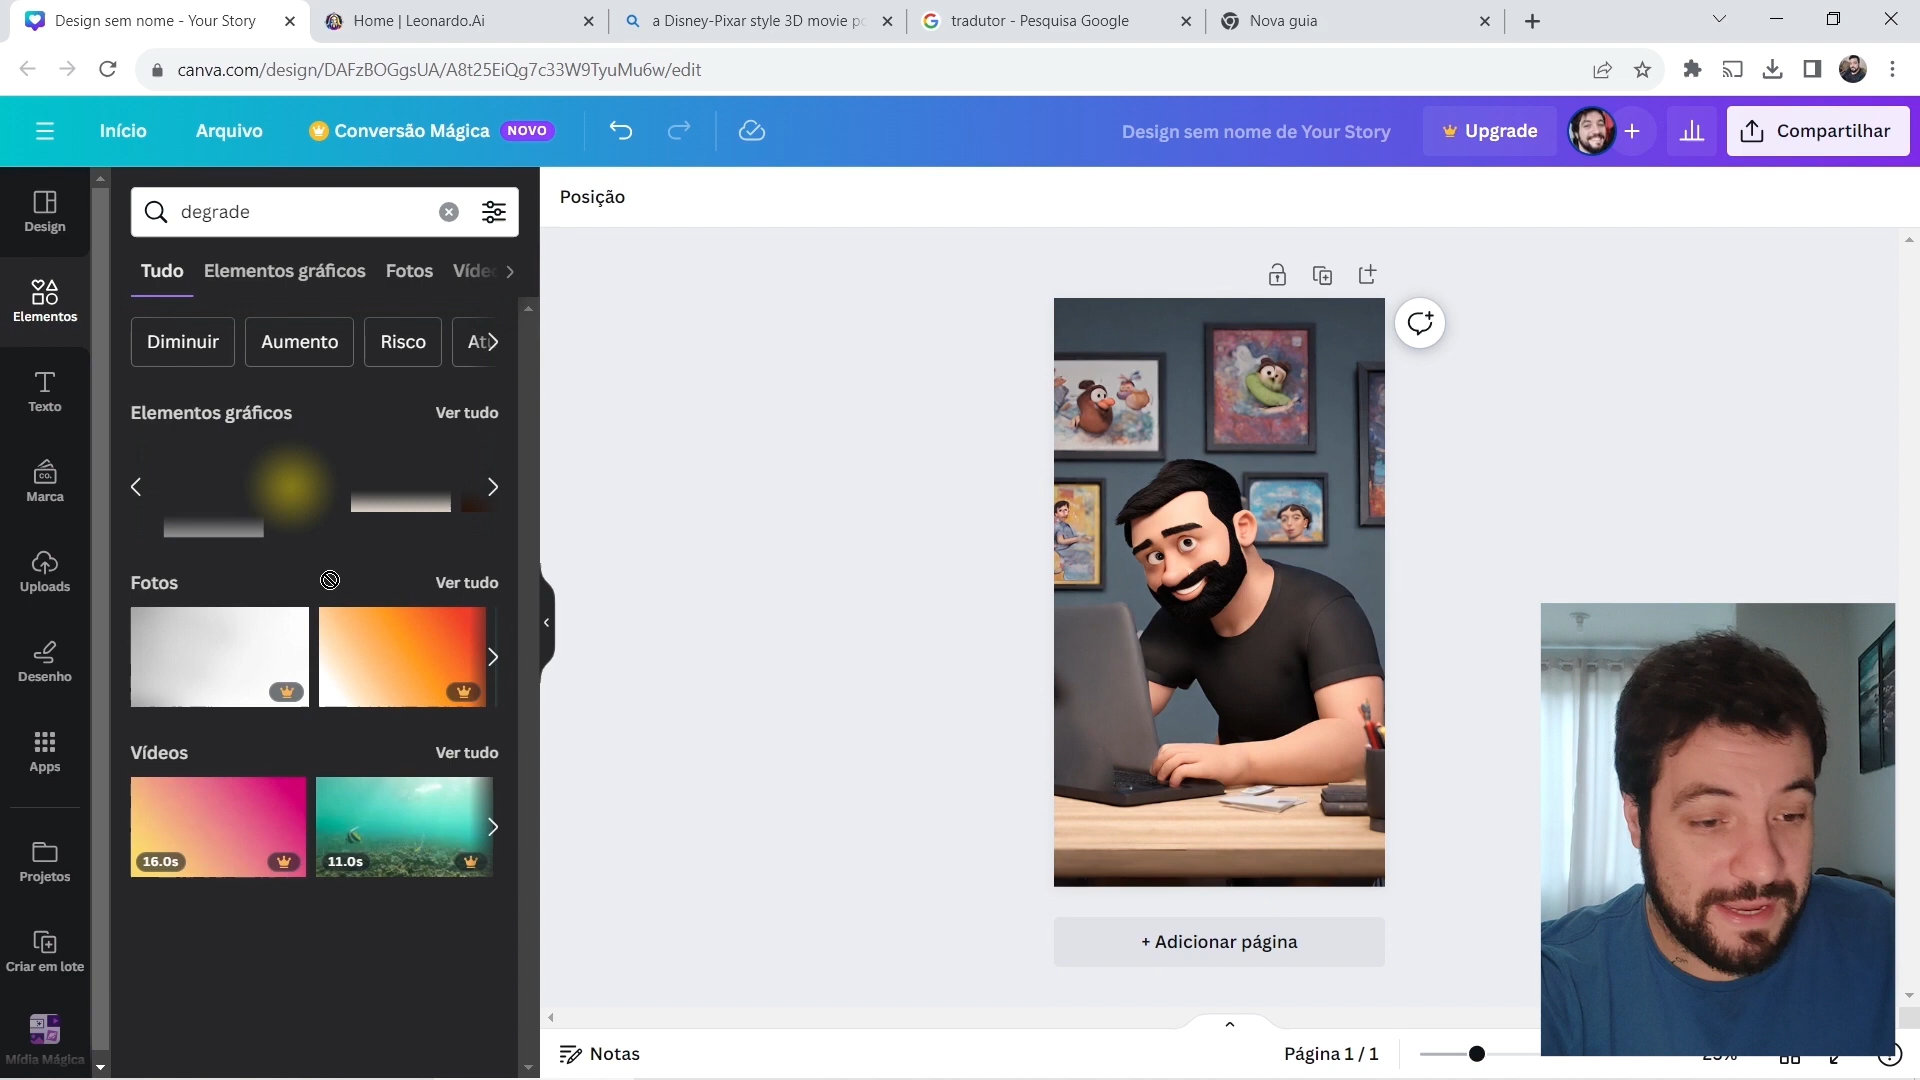 Design sem nome - Your Story
Home | Leonardo.Ai
a Disney-Pixar style 3D movie po
tradutor - Pesquisa Google
Nova guia
canva.com/design/DAFzBOGgsUA/A8t25EiQg7c33W9TyuMu6w/edit
Início
Arquivo
Conversão Mágica
NOVO
Design sem nome de Your Story
Upgrade
Compartilhar
Design
Elementos
Texto
Marca
CO.
Uploads
Desenho
Apps
Projetos
Criar em lote
Mídia Mágica
degrade
Tudo
Elementos gráficos
Fotos
Víde
Diminuir
Aumento
Risco
Elementos gráficos
Ver tudo
Fotos
Ver tudo
Vídeos
Ver tudo
16.0s
11.0s
Posição
+ Adicionar página
Notas
Página 1 / 1